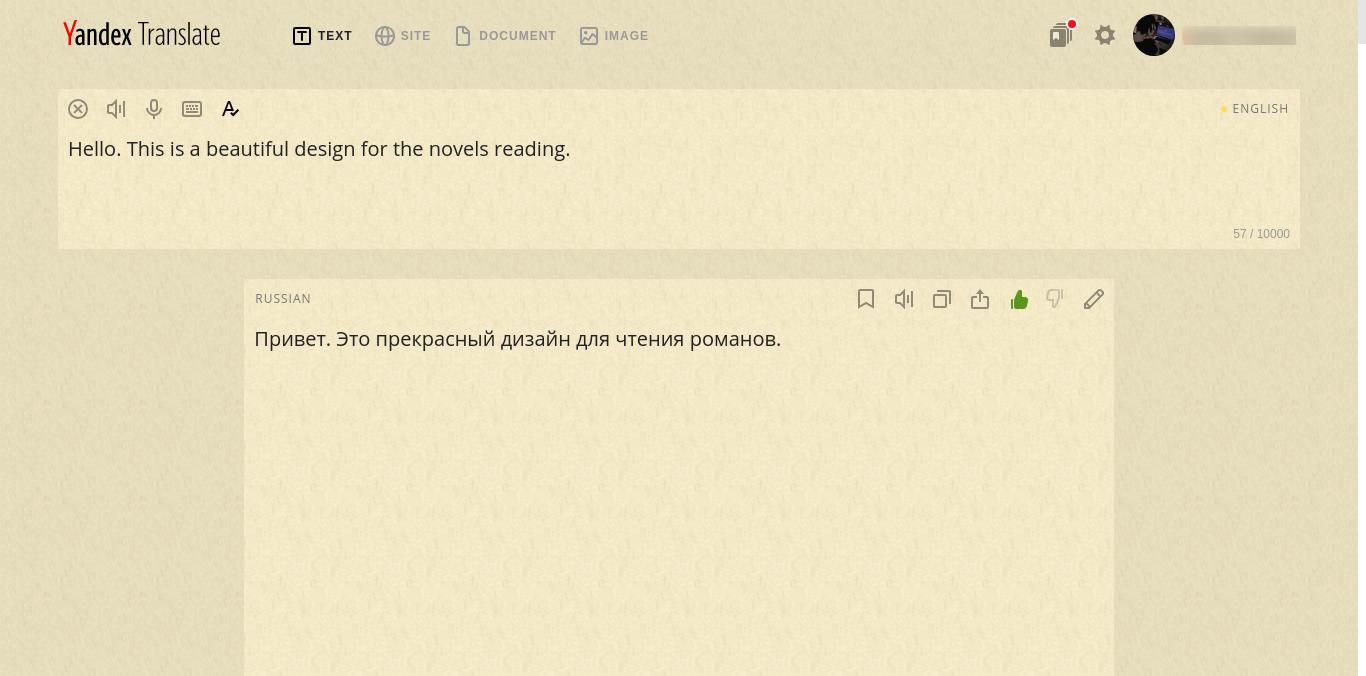 Yandex Translate
TEXT
SITE
DOCUMENT
IMAGE
ENGLISH
Hello. This is a beautiful design for the novels reading.
57 / 10000
RUSSIAN
Привет. Это прекрасный дизайн для чтения романов.